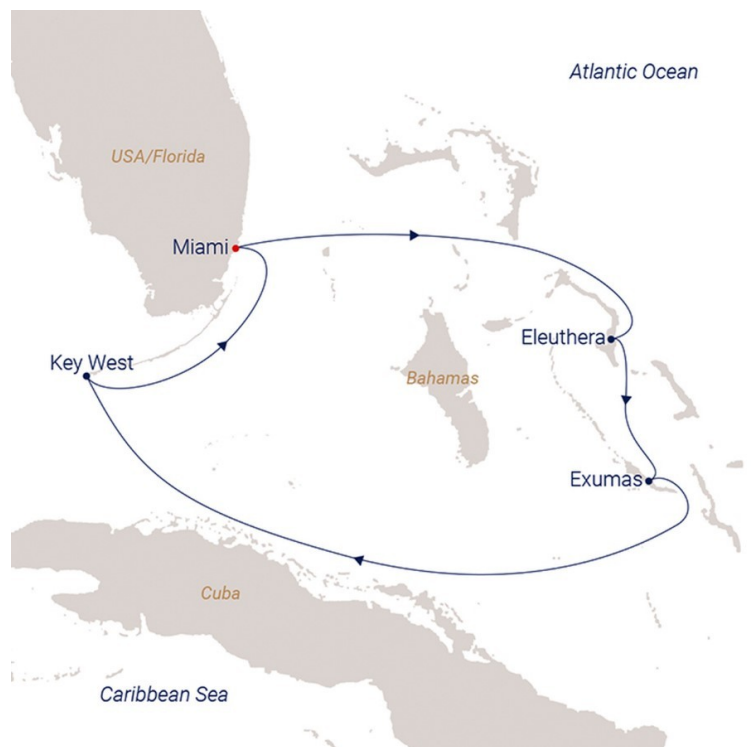 Atlantic Ocean
USA/Florida
Miami
Eleuthera
Key West
Bahamas
Exumas
Cuba
Caribbean Sea